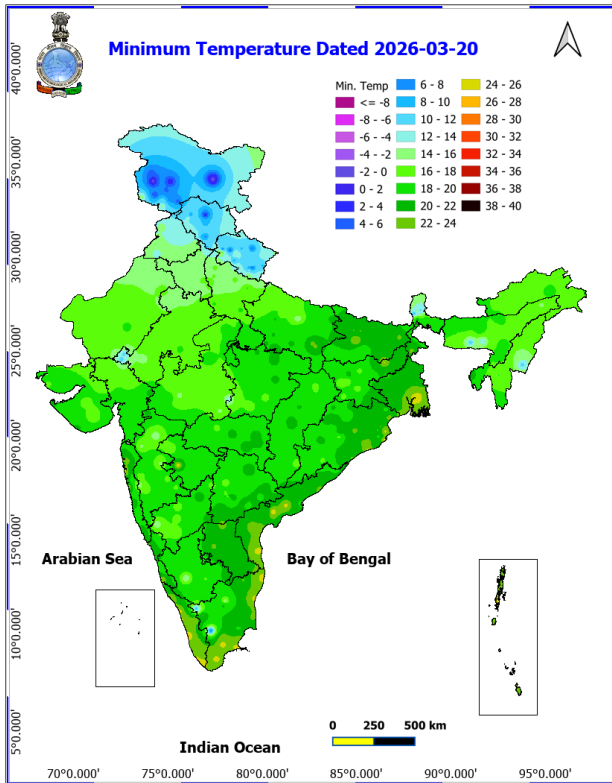 Minimum Temperature Dated 2026-03-20
Min. Temp
<= -8
-8 - -6
-6 - -4
-4 - -2
-2 - 0
0 - 2
2 - 4
4 - 6
6 - 8
8 - 10
10 - 12
12 - 14
14 - 16
16 - 18
18 - 20
20 - 22
22 - 24
24 - 26
26 - 28
28 - 30
30 - 32
32 - 34
34 - 36
36 - 38
38 - 40
40°0.000'
35°0.000'
30°0.000'
25°0.000'
20°0.000'
15°0.000'
10°0.000'
5°0.000'
Arabian Sea
Bay of Bengal
Indian Ocean
0 250 500 km
70°0.000' 75°0.000' 80°0.000' 85°0.000' 90°0.000' 95°0.000'